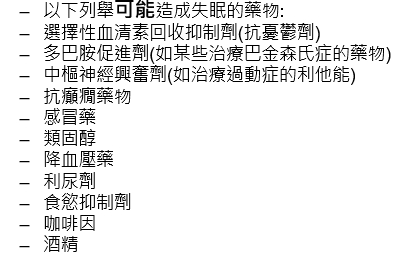 – 以下列舉可能造成失眠的藥物:
– 選擇性血清素回收抑制劑(抗憂鬱劑)
– 多巴胺促進劑(如某些治療巴金森氏症的藥物)
– 中樞神經興奮劑(如治療過動症的利他能)
– 抗癲癇藥物
– 感冒藥
– 類固醇
– 降血壓藥
– 利尿劑
– 食慾抑制劑
– 咖啡因
– 酒精